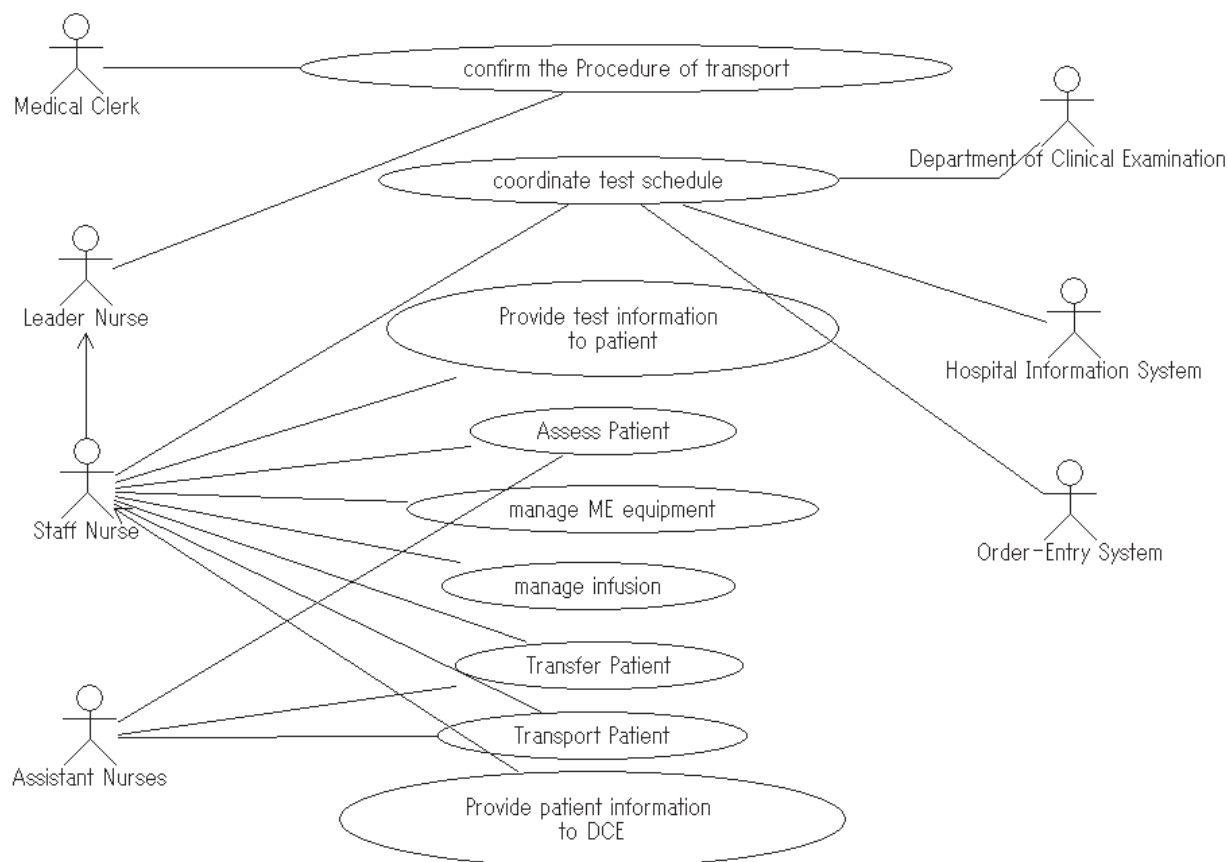 confirm the Procedure of transport
Medical Clerk
Department of Clinical Examination
coordinate test schedule
Leader Nurse
Provide test information
to patient
Hospital Information System
Assess Patient
manage ME equipment
Staff Nurse
Order-Entry System
manage infusion
Transfer Patient
Transport Patient
Assistant Nurses
Provide patient information
to DCE